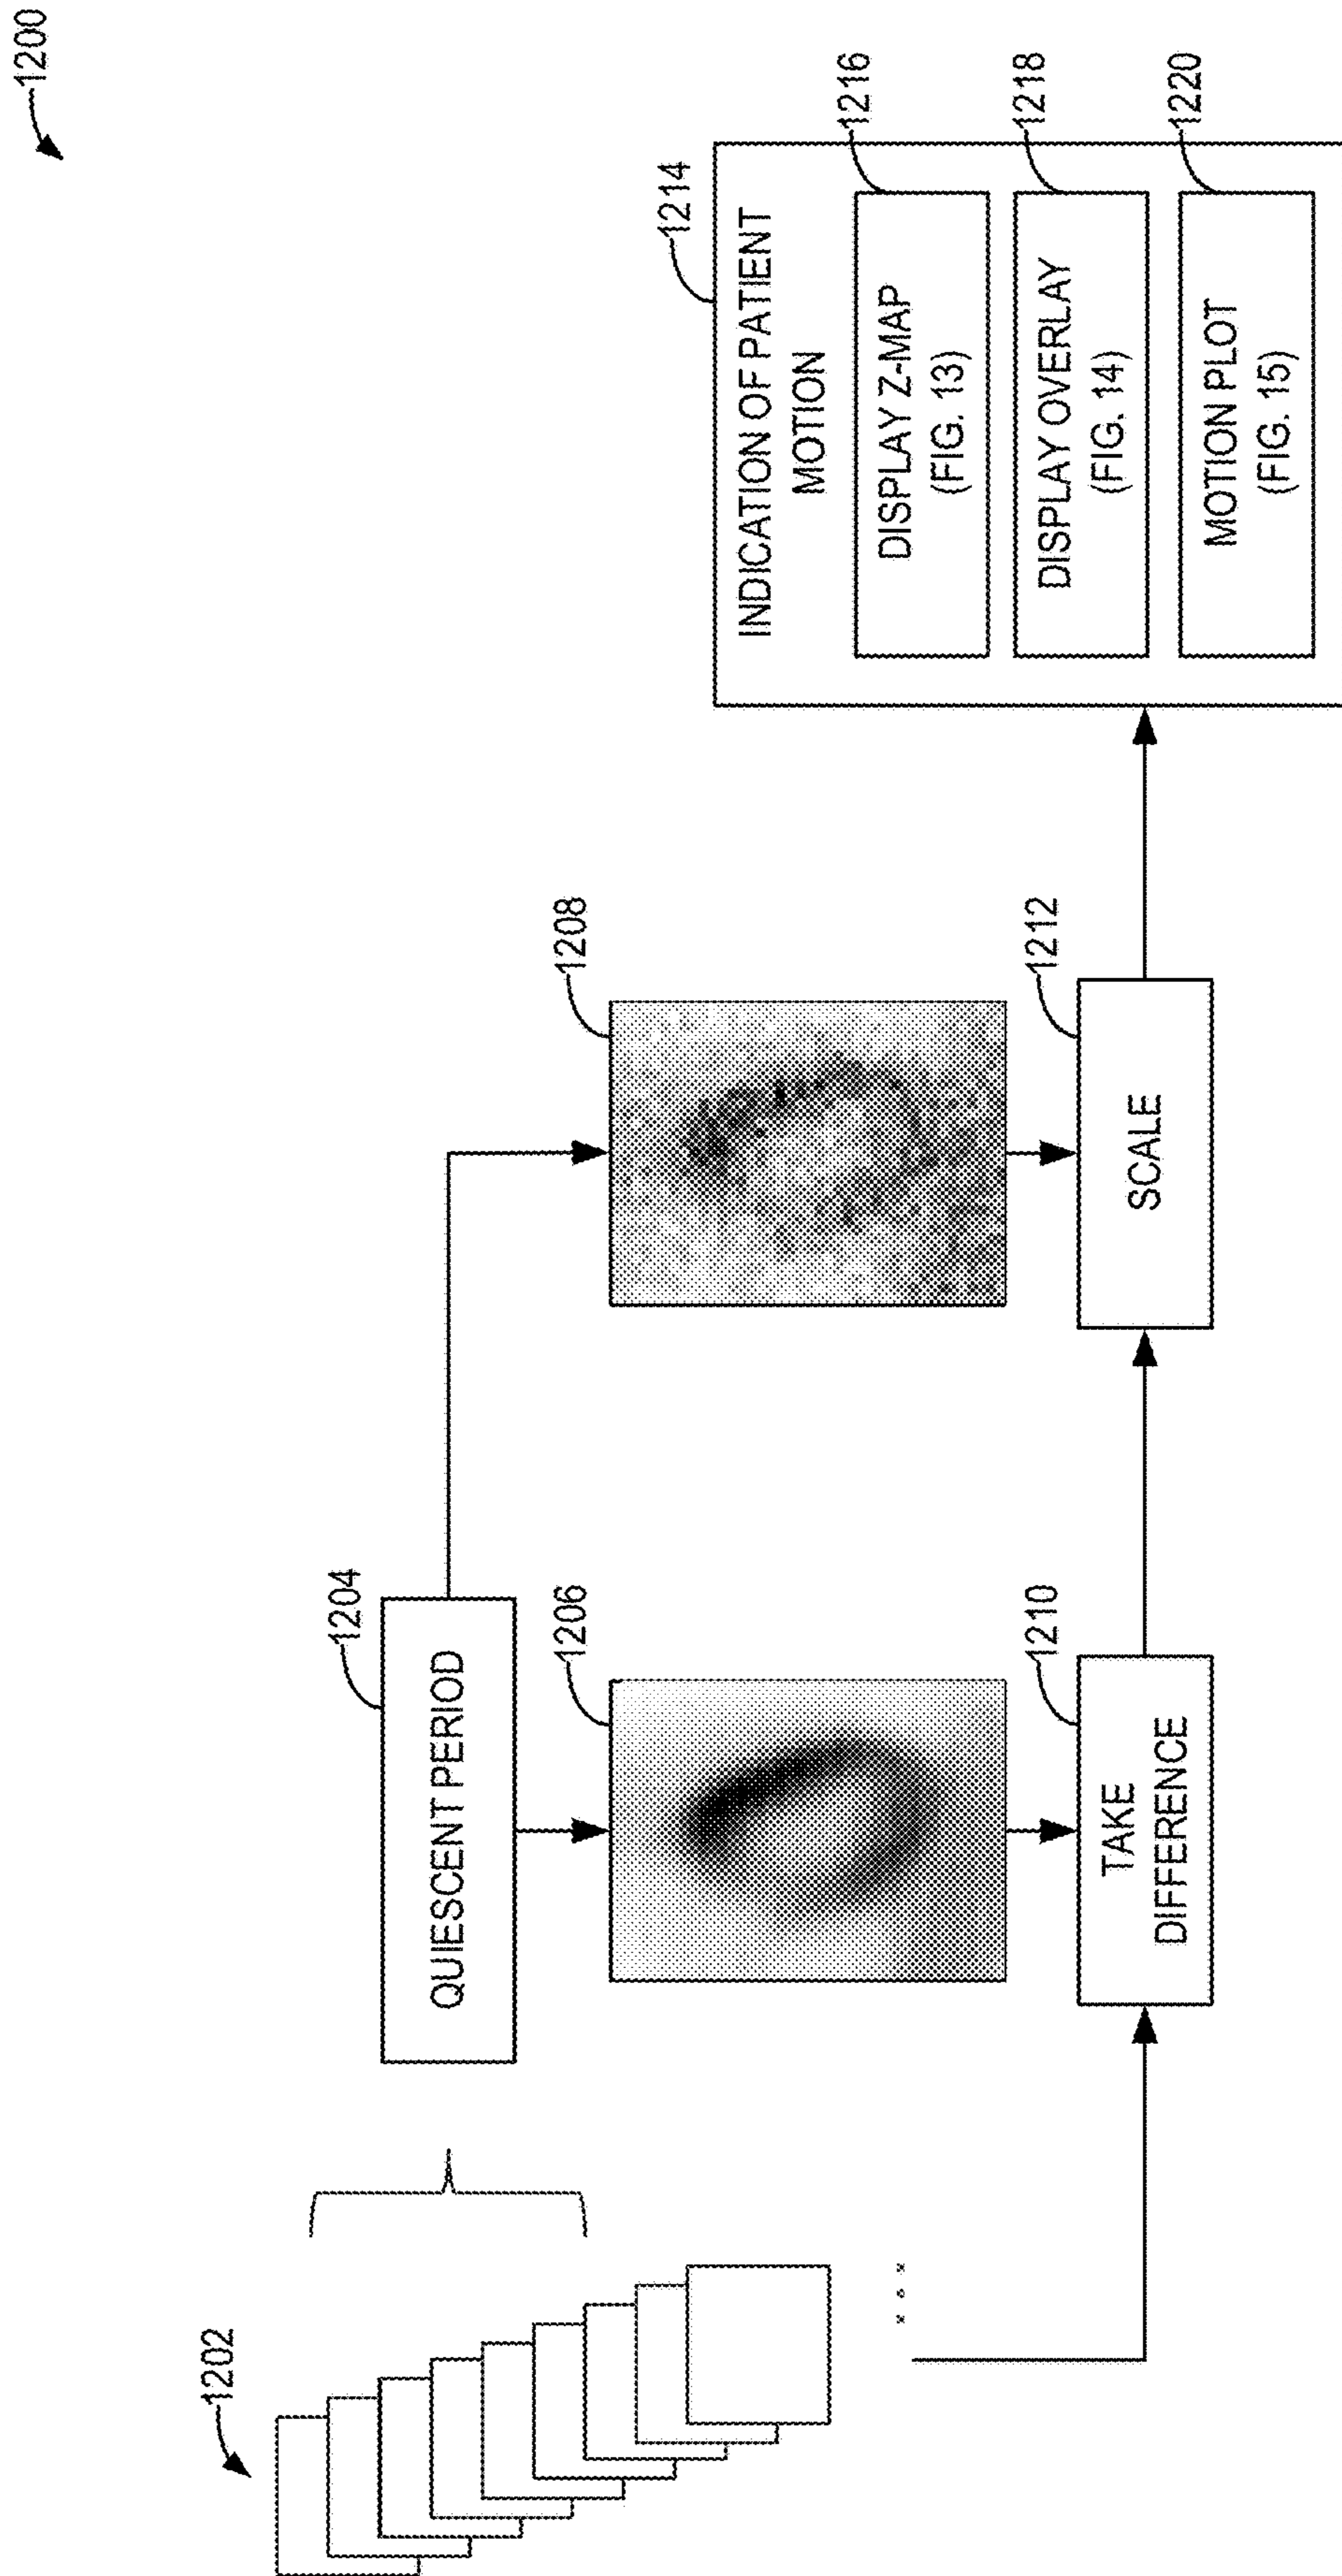 1200
1202
1204
QUIESCENT PERIOD
1206
1208
1210
TAKE
DIFFERENCE
1212
SCALE
1214
INDICATION OF PATIENT
MOTION
1216
DISPLAY Z-MAP
(FIG. 13)
1218
DISPLAY OVERLAY
(FIG. 14)
1220
MOTION PLOT
(FIG. 15)